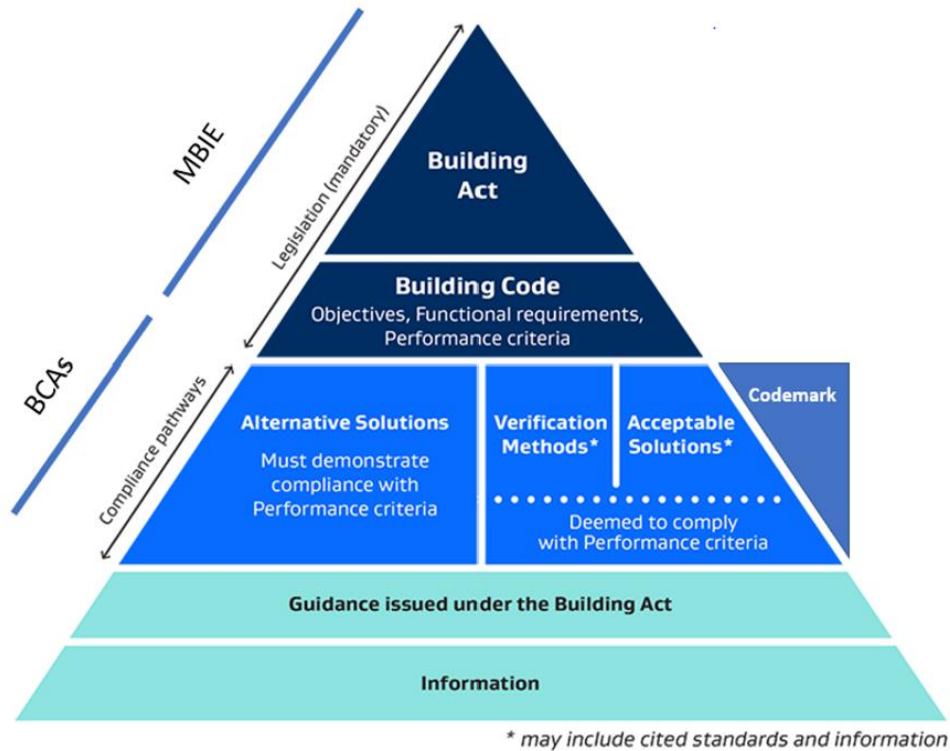 MBIE
BCAs
Legislation (mandatory)
Compliance pathways
Building
Act
Building Code
Objectives, Functional requirements,
Performance criteria
Alternative Solutions
Must demonstrate
compliance with
Performance criteria
Verification
Methods*
Acceptable
Solutions*
Deemed to comply
with Performance criteria
Codemark
Guidance issued under the Building Act
Information
* may include cited standards and information